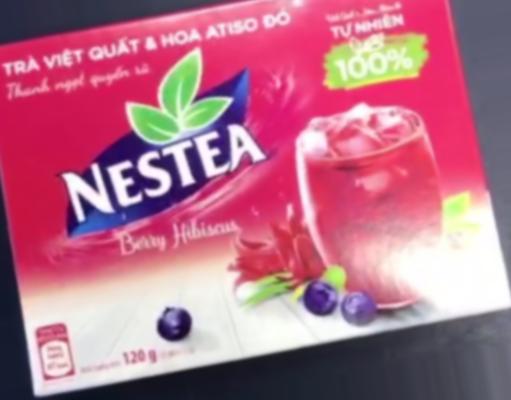 TRÀ VIỆT QUẤT & HOA ATISO ĐỎ
Thanh ngọt quyến rũ
TỰ NHIÊN
100%
NESTEA
Berry Hibiscus
120 g